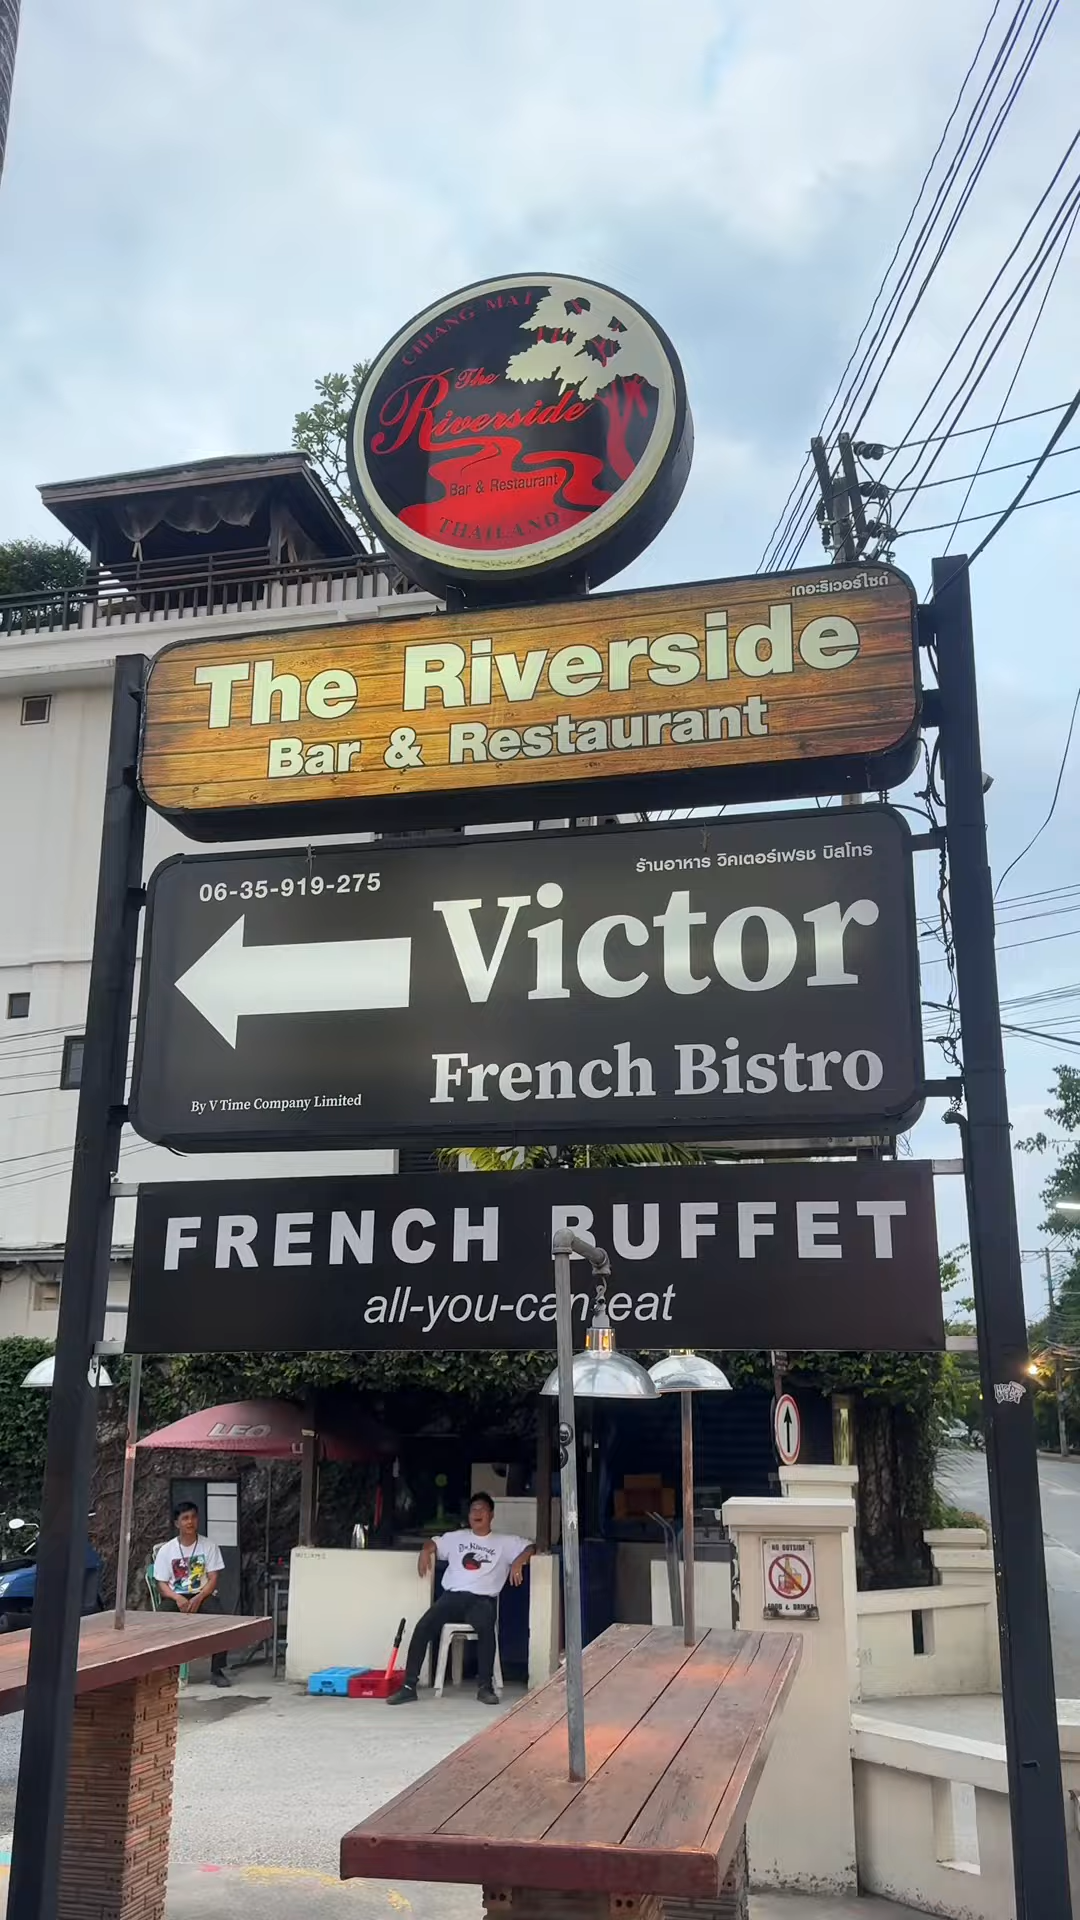 CHIANG MAI
The
Riverside
Bar & Restaurant
THAILAND
เดอะริเวอร์ไซด์
The Riverside
Bar & Restaurant
06-35-919-275
ร้านอาหาร วิคเตอร์เฟรช บิสโทร
Victor
French Bistro
By V Time Company Limited
FRENCH BUFFET
all-you-can-eat
LEO
NO OUTSIDE
FOOD & DRINKS